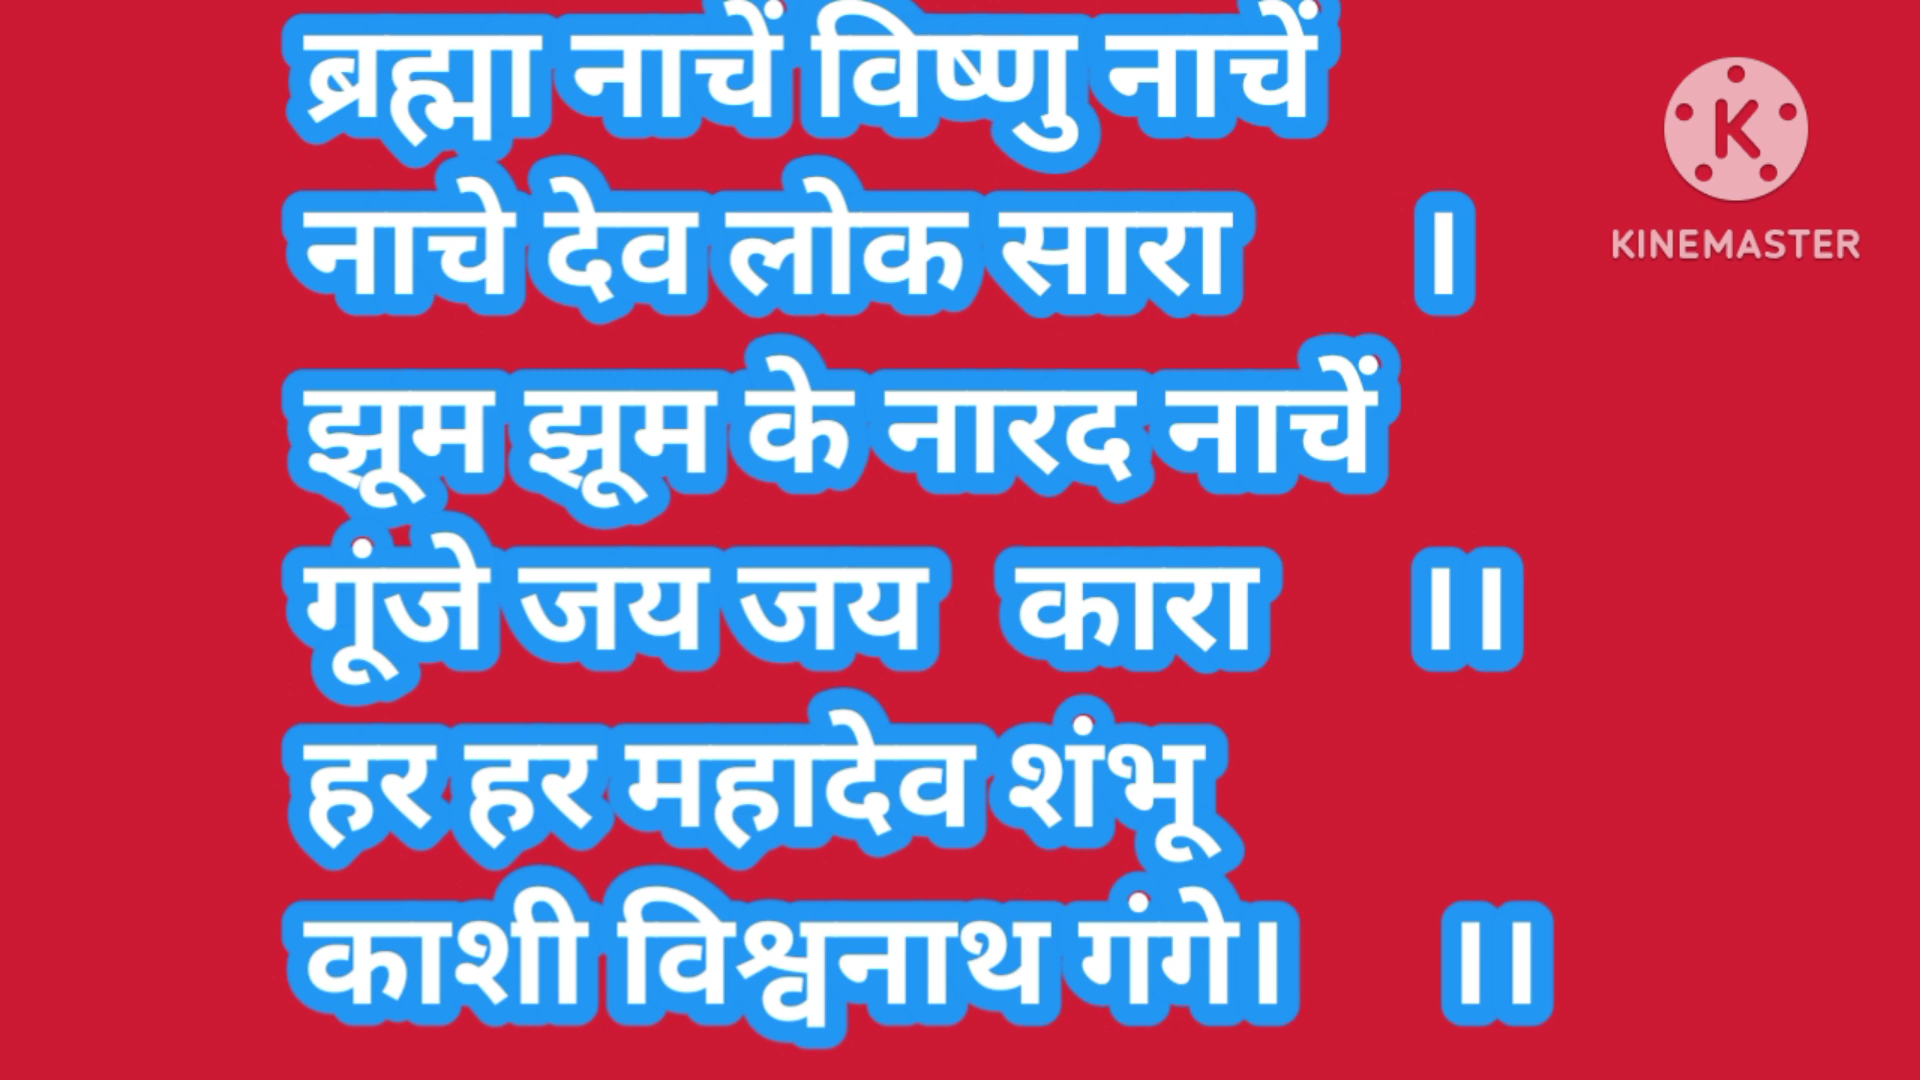 ब्रह्मा नाचें विष्णु नाचें
नाचे देव लोक सारा ।
झूम झूम के नारद नाचें
गूंजे जय जय कारा ।।
हर हर महादेव शंभू
काशी विश्वनाथ गंगे। ।।
K
KINEMASTER